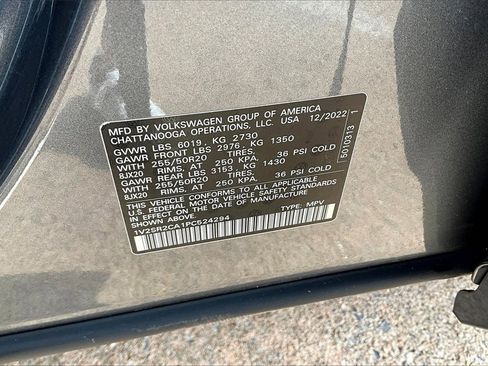 MFD BY VOLKSWAGEN GROUP OF AMERICA
CHATTANOOGA OPERATIONS, LLC. USA 12/2022
GVWR LBS 6019, KG 2730
GAWR FRONT LBS 2976, KG 1350
WITH 255/50R20 TIRES, 36 PSI COLD
8JX20 RIMS, AT 250 KPA.
GAWR REAR LBS 3153, KG 1430
WITH 255/50R20 TIRES, 36 PSI COLD
8JX20 RIMS, AT 250 KPA.
THIS VEHICLE CONFORMS TO ALL APPLICABLE
U.S. FEDERAL MOTOR VEHICLE SAFETY STANDARDS
IN EFFECT ON THE DATE OF MANUFACTURE
SHOWN ABOVE.
1V2SR2CA1PC524294 TYPE: MPV
5010313 1